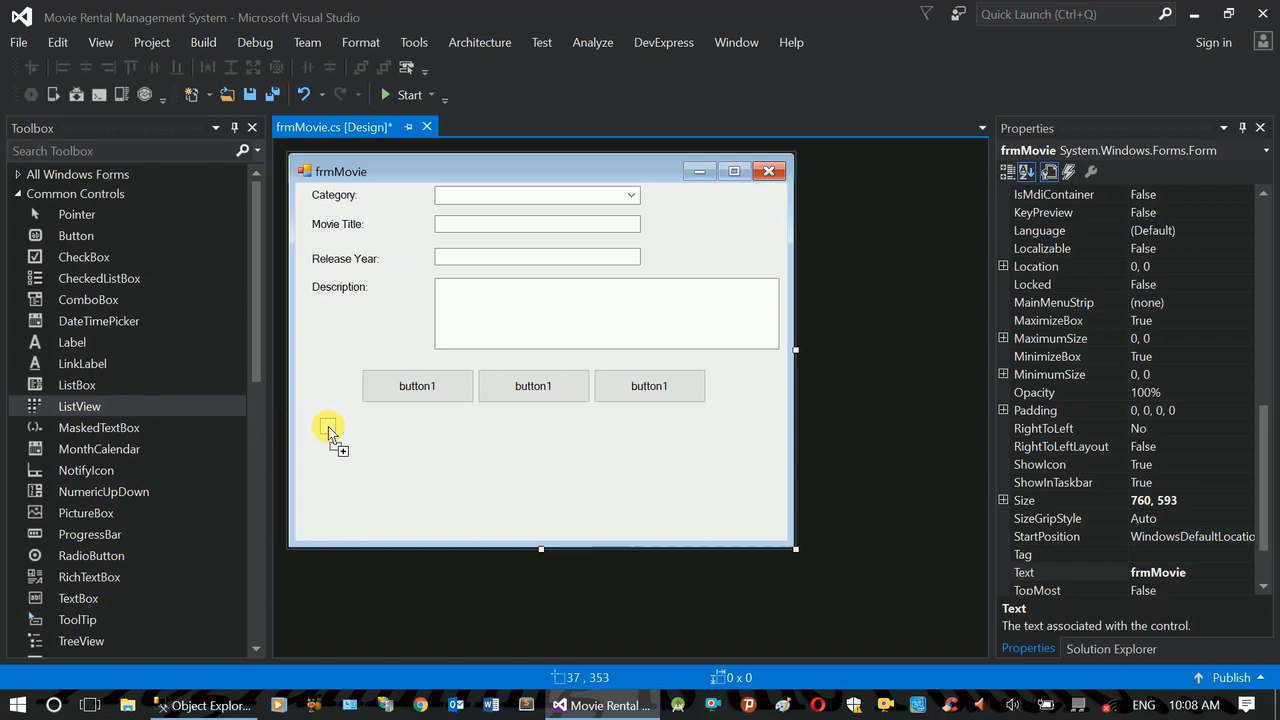 Movie Rental Management System - Microsoft Visual Studio
Quick Launch (Ctrl+Q)
File Edit View Project Build Debug Team Format Tools Architecture Test Analyze DevExpress Window Help
Sign in
Start
Toolbox
Search Toolbox
All Windows Forms
Common Controls
Pointer
Button
CheckBox
CheckedListBox
ComboBox
DateTimePicker
Label
LinkLabel
ListBox
ListView
MaskedTextBox
MonthCalendar
NotifyIcon
NumericUpDown
PictureBox
ProgressBar
RadioButton
RichTextBox
TextBox
ToolTip
TreeView
frmMovie.cs [Design]*
frmMovie
Category:
Movie Title:
Release Year:
Description:
button1 button1 button1
Properties
frmMovie System.Windows.Forms.Form
IsMdiContainer False
KeyPreview False
Language (Default)
Localizable False
Location 0, 0
Locked False
MainMenuStrip (none)
MaximizeBox True
MaximumSize 0, 0
MinimizeBox True
MinimumSize 0, 0
Opacity 100%
Padding 0, 0, 0, 0
RightToLeft No
RightToLeftLayout False
ShowIcon True
ShowInTaskbar True
Size 760, 593
SizeGripStyle Auto
StartPosition WindowsDefaultLocatio
Tag
Text frmMovie
TopMost False
Text
The text associated with the control.
Properties Solution Explorer
37 , 353
0 x 0
Publish
Object Explor...
Movie Rental ...
ENG 10:08 AM